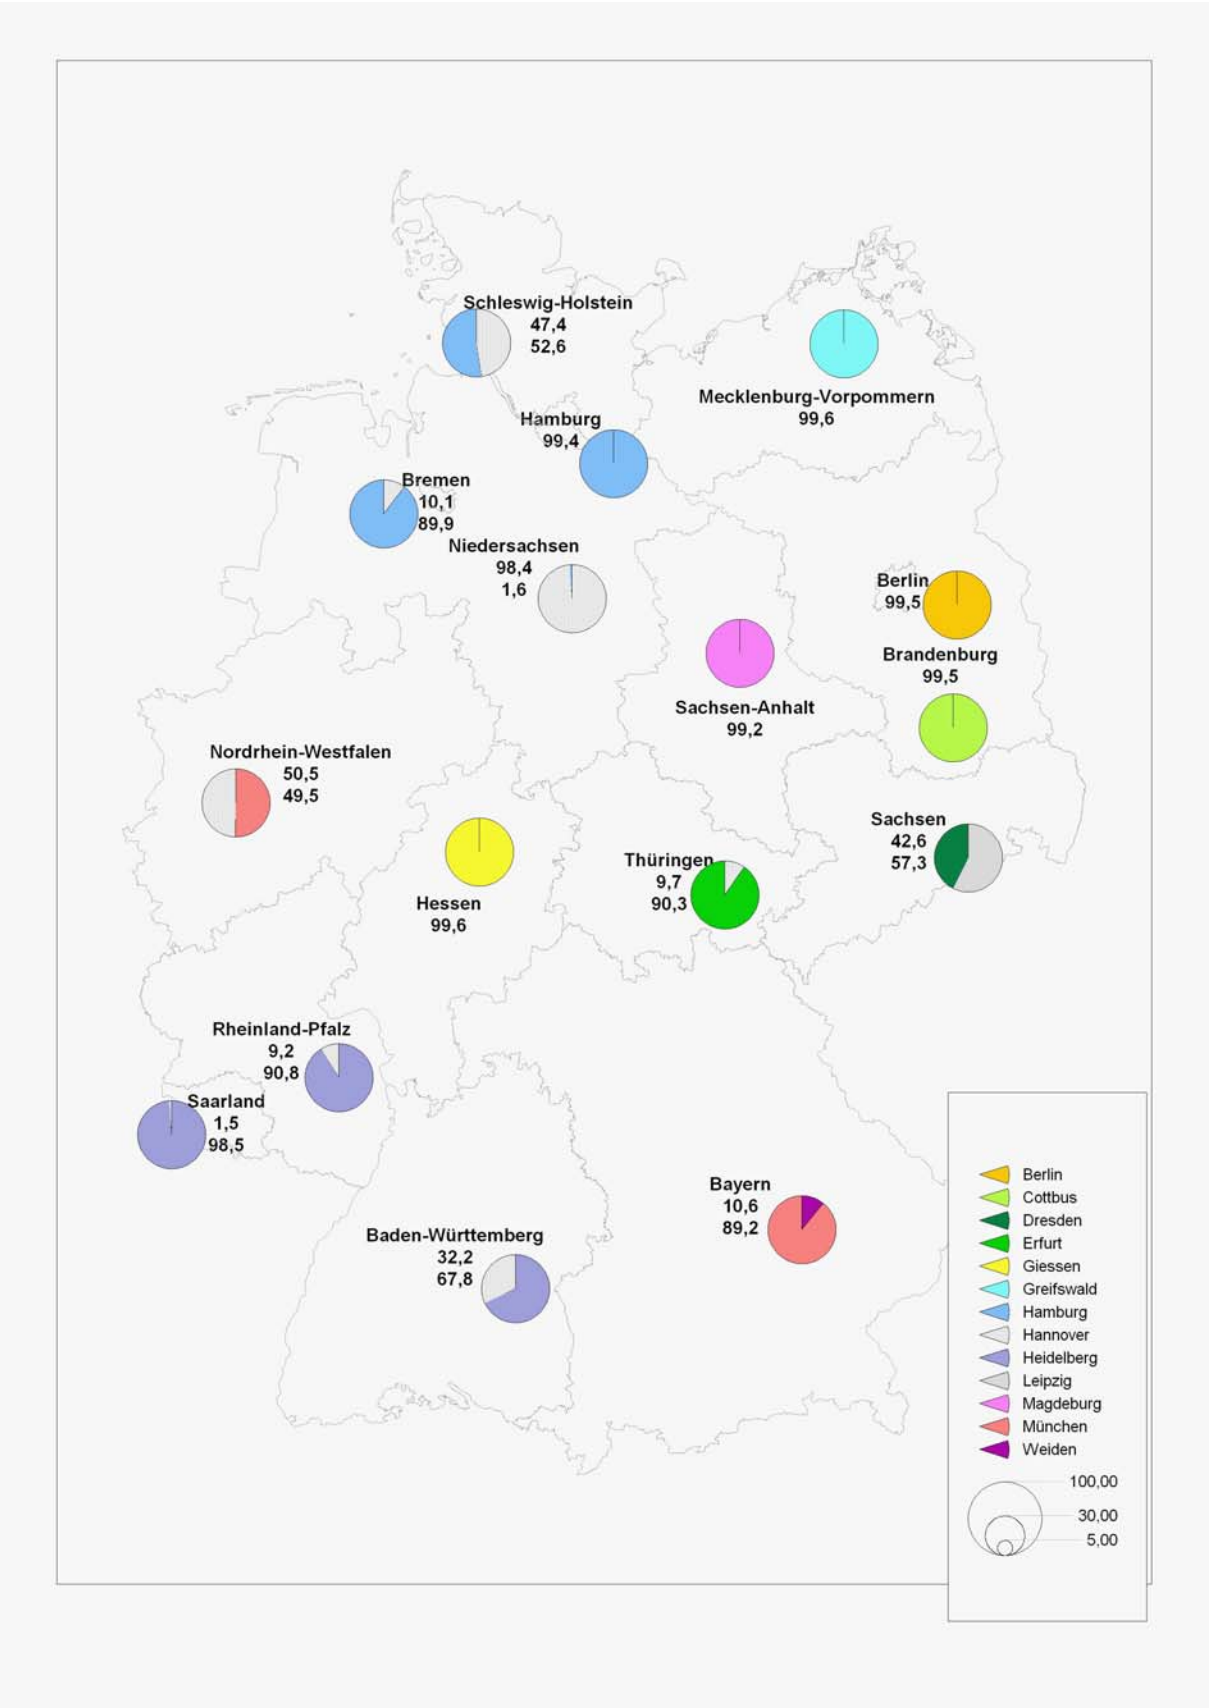 Schleswig-Holstein
47,4
52,6
Mecklenburg-Vorpommern
99,6
Hamburg
99,4
Bremen
10,1
89,9
Niedersachsen
98,4
1,6
Berlin
99,5
Brandenburg
99,5
Sachsen-Anhalt
99,2
Nordrhein-Westfalen
50,5
49,5
Sachsen
42,6
57,3
Thüringen
9,7
90,3
Hessen
99,6
Rheinland-Pfalz
9,2
90,8
Saarland
1,5
98,5
Bayern
10,6
89,2
Baden-Württemberg
32,2
67,8
Berlin
Cottbus
Dresden
Erfurt
Giessen
Greifswald
Hamburg
Hannover
Heidelberg
Leipzig
Magdeburg
München
Weiden
100,00
30,00
5,00